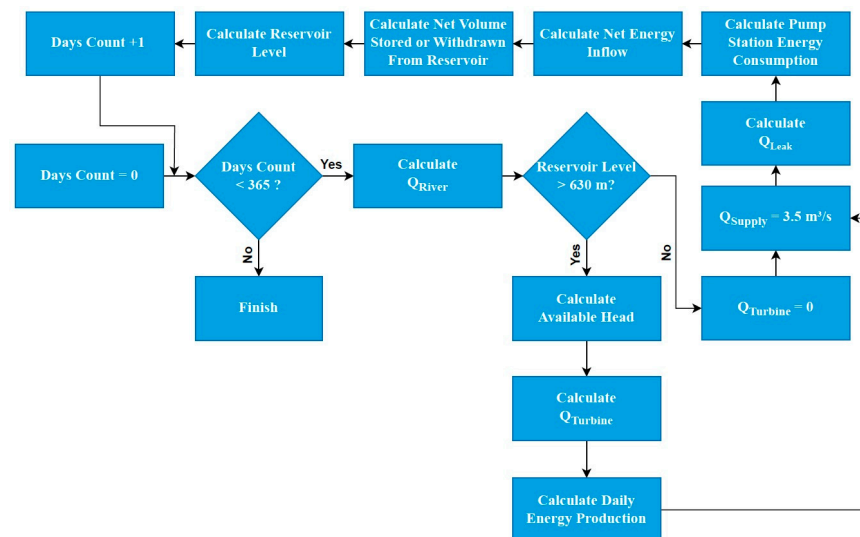 Days Count +1
Calculate Reservoir
Level
Calculate Net Volume
Stored or Withdrawn
From Reservoir
Calculate Net Energy
Inflow
Calculate Pump
Station Energy
Consumption
Days Count = 0
Days Count
< 365 ?
Yes
Calculate
QRiver
Reservoir Level
> 630 m?
Calculate
QLeak
QSupply = 3.5 m³/s
No
Yes
No
Finish
Calculate
Available Head
QTurbine = 0
Calculate
QTurbine
Calculate Daily
Energy Production